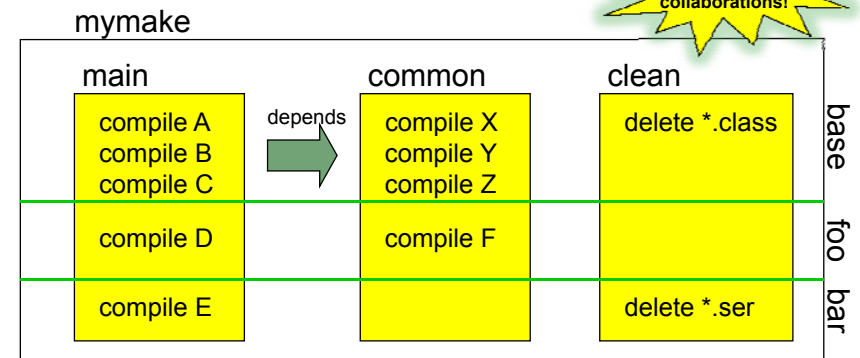 collaborations!
mymake
main
common
clean
compile A
compile B
compile C
depends
compile X
compile Y
compile Z
delete *.class
base
compile D
compile F
foo
compile E
delete *.ser
bar